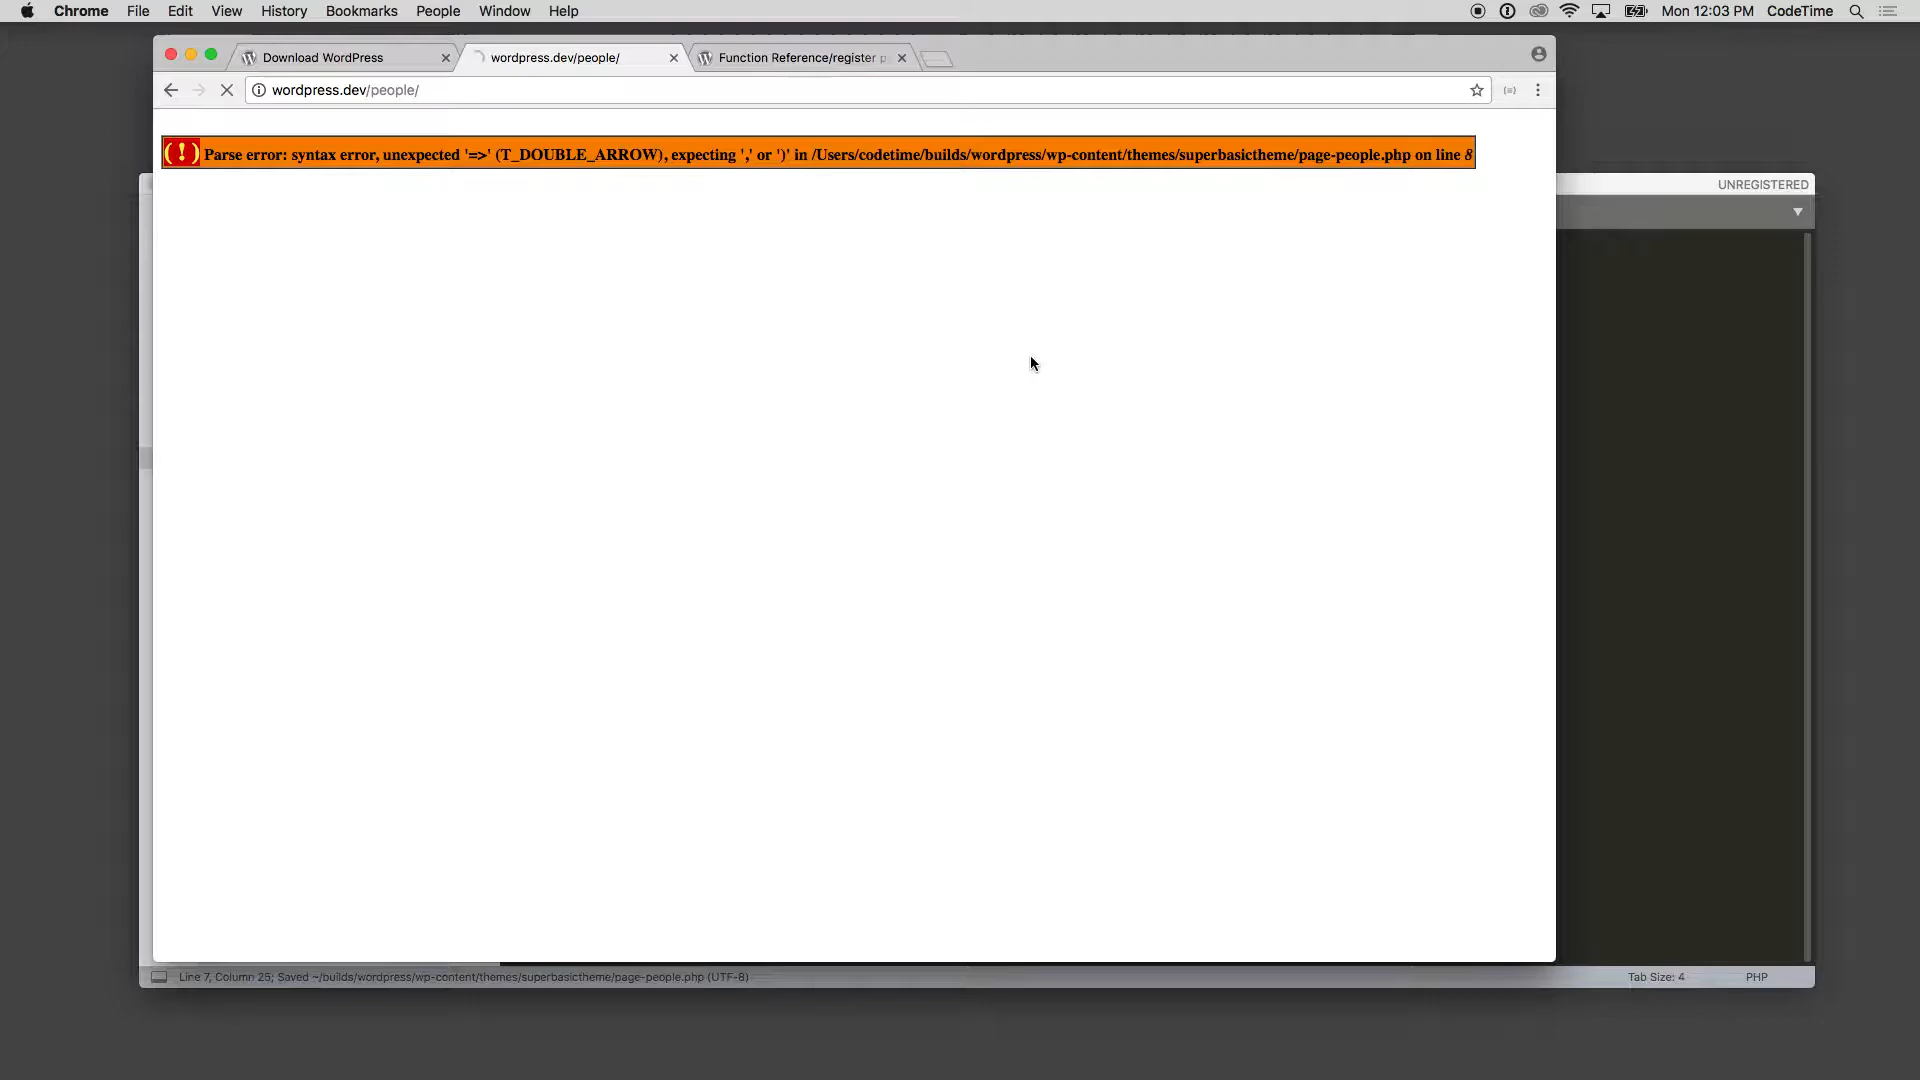 Chrome File Edit View History Bookmarks People Window Help Mon 12:03 PM CodeTime
Download WordPress wordpress.dev/people/ Function Reference/register p
wordpress.dev/people/
( ! ) Parse error: syntax error, unexpected '=>' (T_DOUBLE_ARROW), expecting ',' or ')' in /Users/codetime/builds/wordpress/wp-content/themes/superbasictheme/page-people.php on line 8
UNREGISTERED
Line 7, Column 25; Saved ~/builds/wordpress/wp-content/themes/superbasictheme/page-people.php (UTF-8) Tab Size: 4 PHP